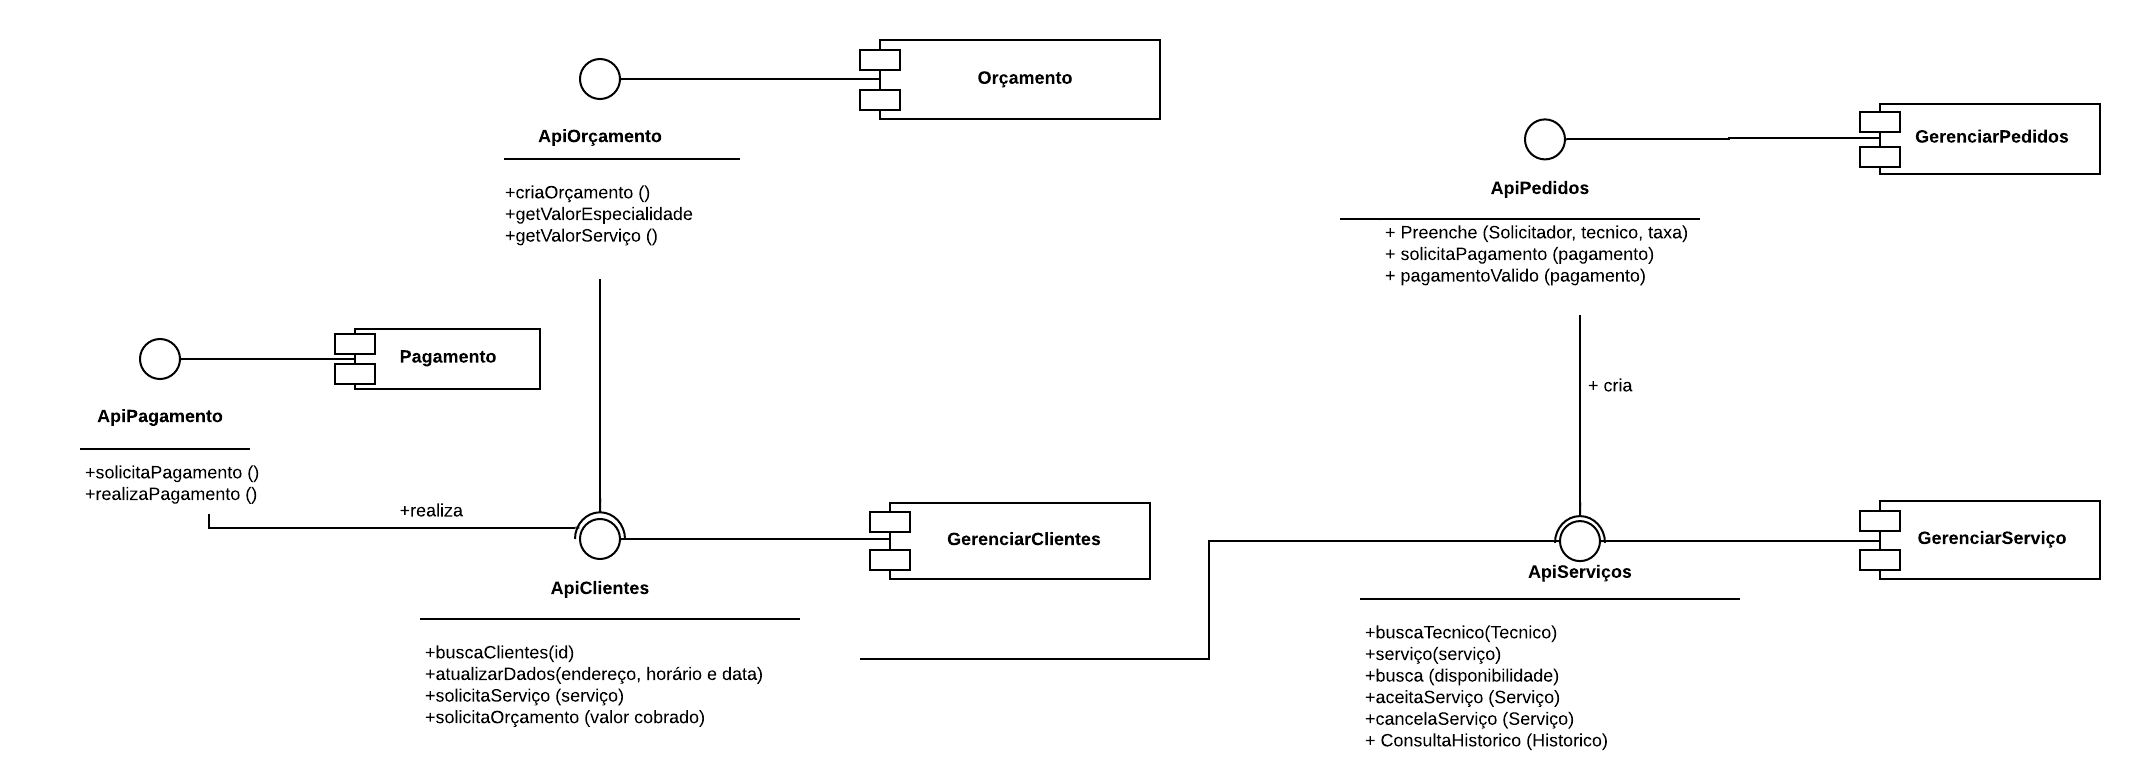 Orçamento
ApiOrçamento
+criaOrçamento ()
+getValorEspecialidade
+getValorServiço ()
GerenciarPedidos
ApiPedidos
+ Preenche (Solicitador, tecnico, taxa)
+ solicitaPagamento (pagamento)
+ pagamentoValido (pagamento)
Pagamento
ApiPagamento
+solicitaPagamento ()
+realizaPagamento ()
+realiza
+ cria
GerenciarClientes
ApiClientes
+buscaClientes(id)
+atualizarDados(endereço, horário e data)
+solicitaServiço (serviço)
+solicitaOrçamento (valor cobrado)
GerenciarServiço
ApiServiços
+buscaTecnico(Tecnico)
+serviço(serviço)
+busca (disponibilidade)
+aceitaServiço (Serviço)
+cancelaServiço (Serviço)
+ ConsultaHistorico (Historico)